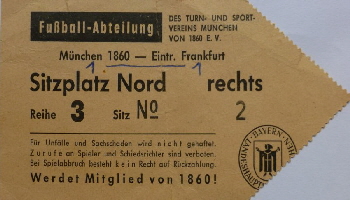 Fußball-Abteilung
DES TURN- UND SPORT-
VEREINS MÜNCHEN
VON 1860 E. V.
München 1860 — Eintr. Frankfurt
1 1
Sitzplatz Nord rechts
Reihe 3 Sitz No 2
Für Unfälle und Sachschaden wird nicht gehaftet.
Zurufe an Spieler und Schiedsrichter sind verboten.
Bei Spielabbruch besteht kein Recht auf Rückzahlung.
Werdet Mitglied von 1860!
BAYERN